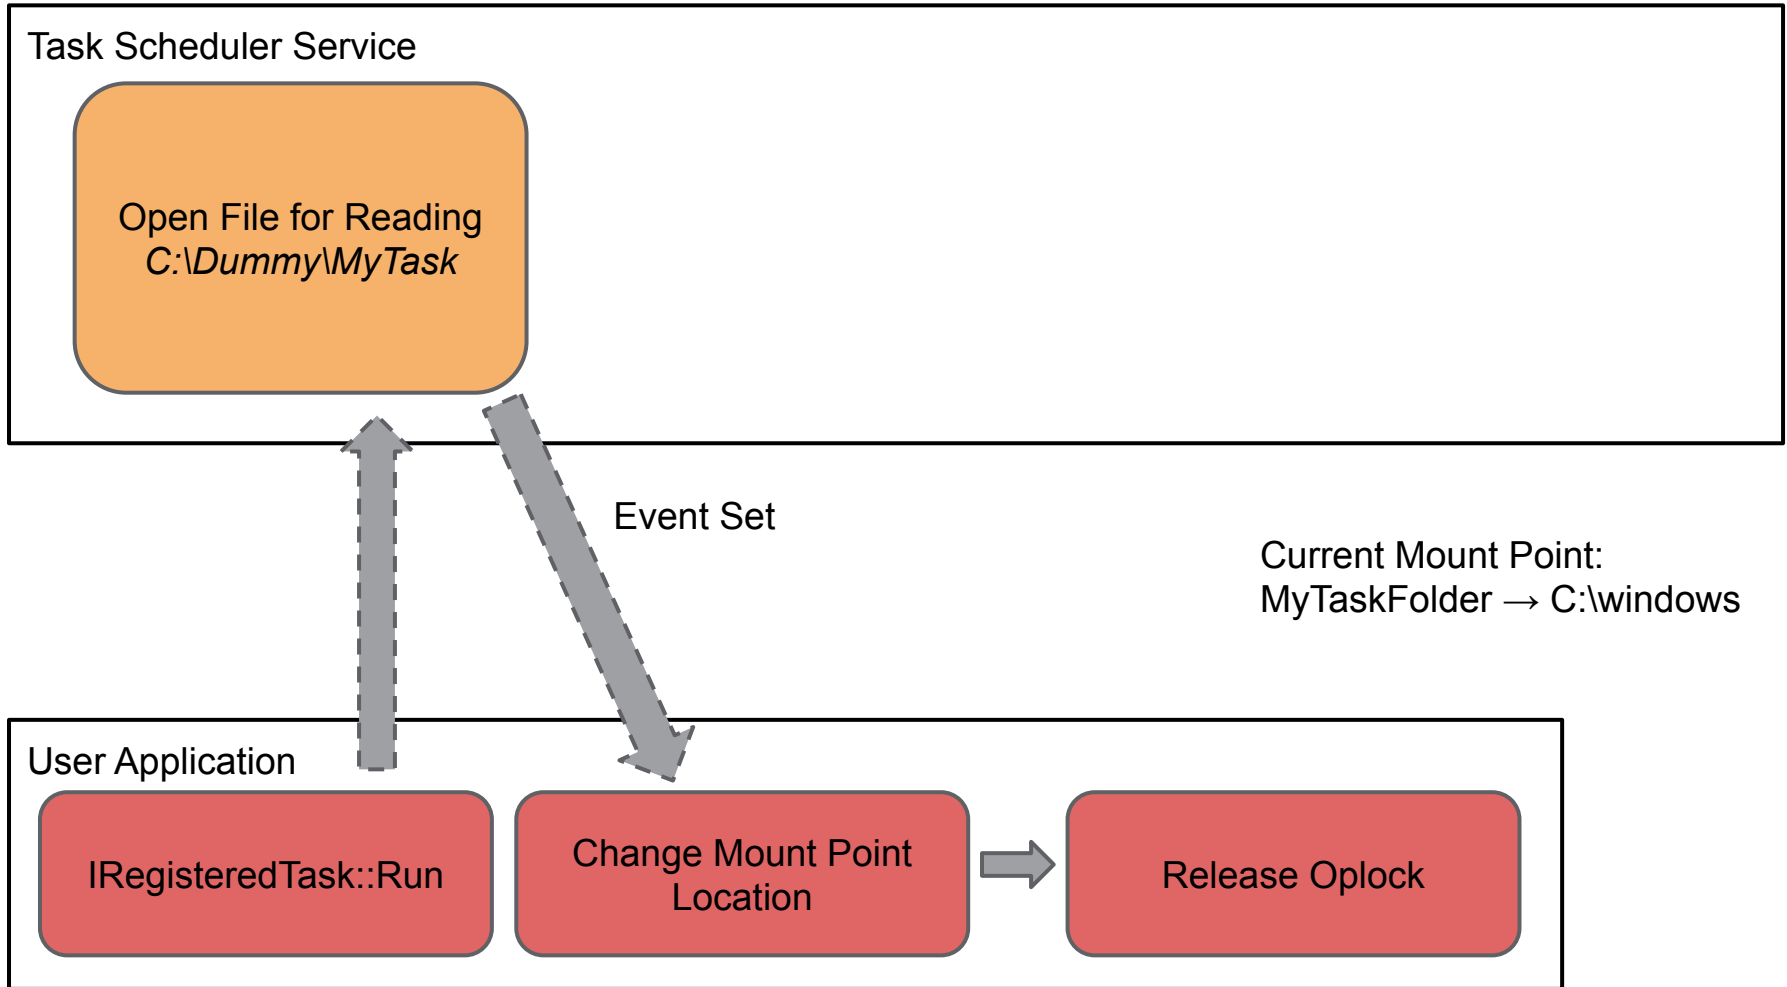 Task Scheduler Service
Open File for Reading
C:\Dummy\MyTask
Event Set
Current Mount Point:
MyTaskFolder → C:\windows
User Application
IRegisteredTask::Run
Change Mount Point
Location
Release Oplock